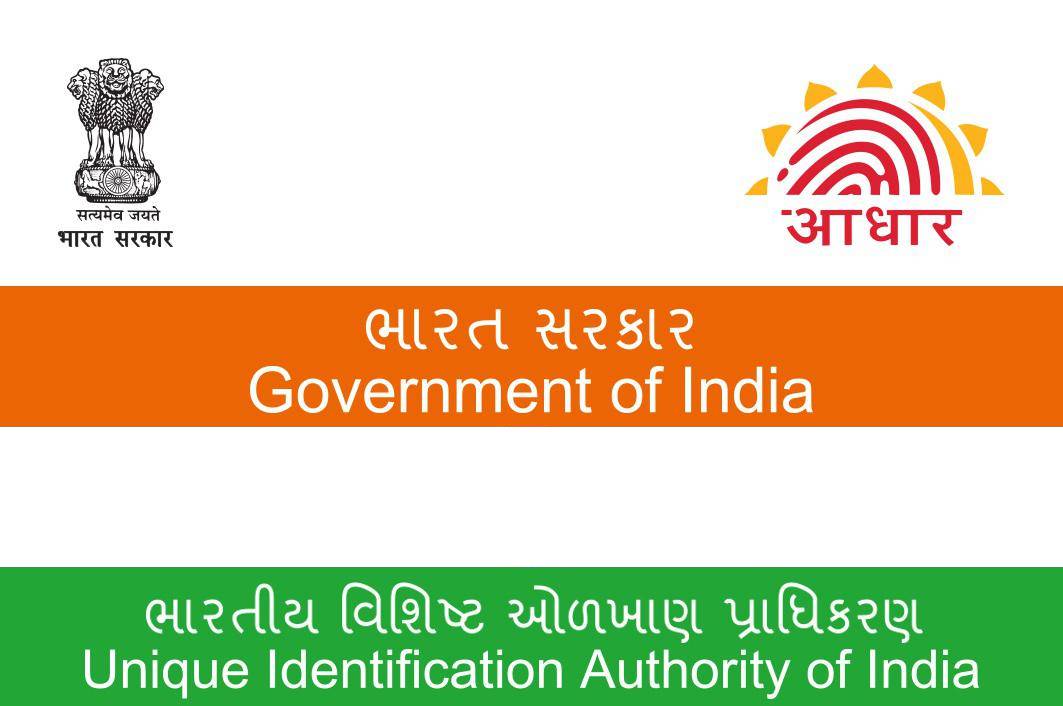 सत्यमेव जयते
भारत सरकार
आधार
ભારત સરકાર
Government of India
ભારતીય વિશિષ્ટ ઓળખાણ પ્રાધિકરણ
Unique Identification Authority of India